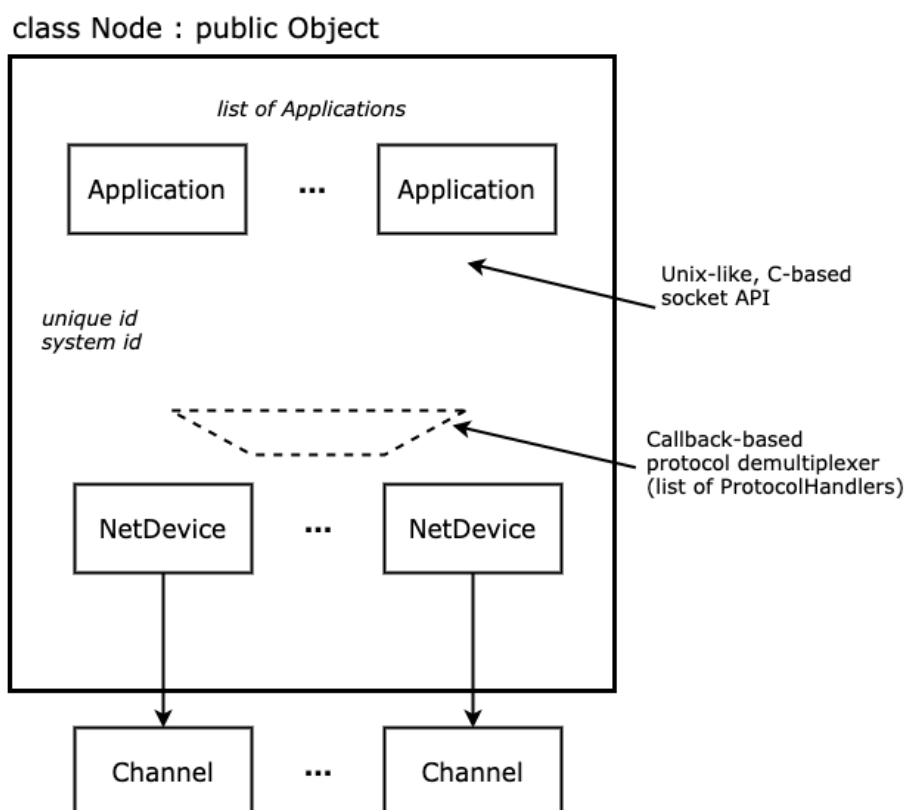 class Node : public Object
list of Applications
Application ... Application
Unix-like, C-based
socket API
unique id
system id
Callback-based
protocol demultiplexer
(list of ProtocolHandlers)
NetDevice ... NetDevice
Channel ... Channel